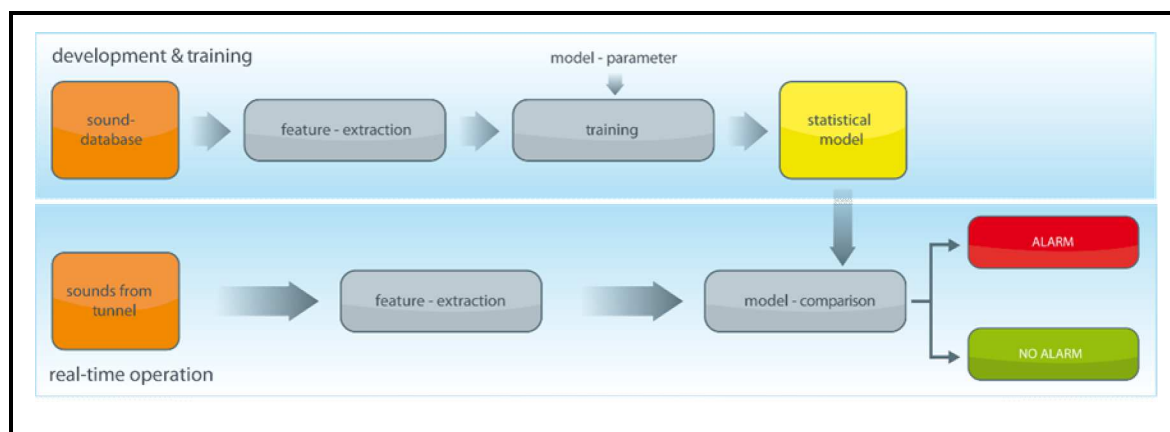 development & training
model - parameter
sound-
database
feature - extraction
training
statistical
model
sounds from
tunnel
feature - extraction
model - comparison
ALARM
NO ALARM
real-time operation